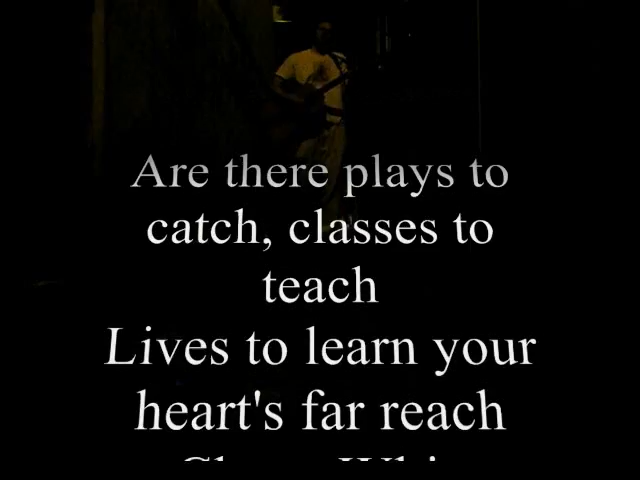 Are there plays to
catch, classes to
teach
Lives to learn your
heart's far reach